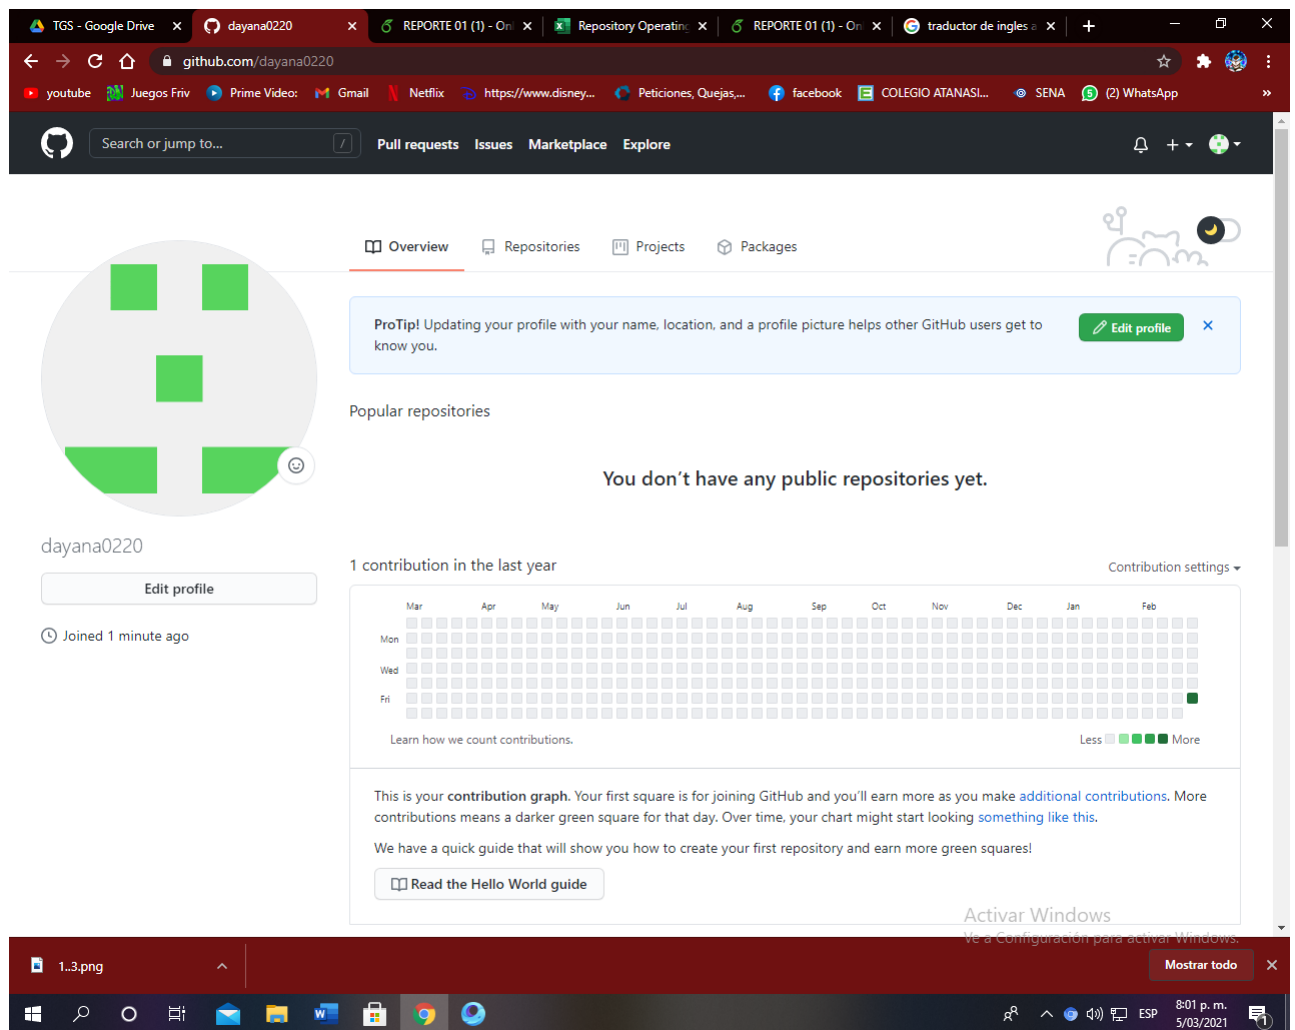 TGS - Google Drive
dayana0220
REPORTE 01 (1) - Onl
Repository Operating
REPORTE 01 (1) - Onl
traductor de ingles a
github.com/dayana0220
youtube
Juegos Friv
Prime Video:
Gmail
Netflix
https://www.disney...
Peticiones, Quejas,...
facebook
COLEGIO ATANASI...
SENA
(2) WhatsApp
»
Search or jump to...
/
Pull requests
Issues
Marketplace
Explore
Overview
Repositories
Projects
Packages
ProTip! Updating your profile with your name, location, and a profile picture helps other GitHub users get to
know you.
Edit profile
Popular repositories
You don’t have any public repositories yet.
dayana0220
Edit profile
Joined 1 minute ago
1 contribution in the last year
Contribution settings
Mar Apr May Jun Jul Aug Sep Oct Nov Dec Jan Feb
Mon
Wed
Fri
Learn how we count contributions.
Less
More
This is your contribution graph. Your first square is for joining GitHub and you’ll earn more as you make additional contributions. More
contributions means a darker green square for that day. Over time, your chart might start looking something like this.
We have a quick guide that will show you how to create your first repository and earn more green squares!
Read the Hello World guide
Activar Windows
Ve a Configuración para activar Windows.
1..3.png
Mostrar todo
ESP
8:01 p. m.
5/03/2021
1